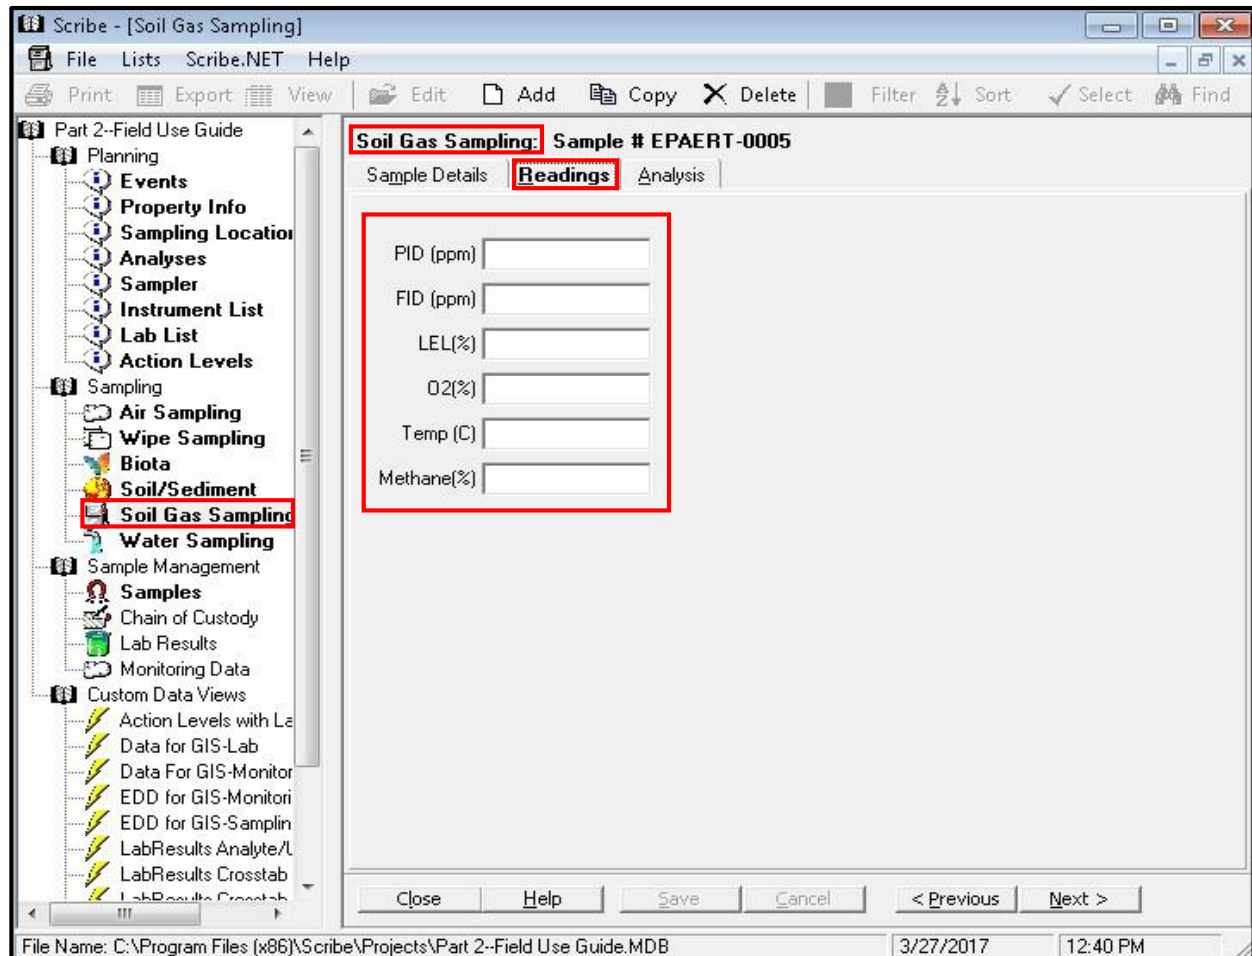 Scribe - [Soil Gas Sampling]
File Lists Scribe.NET Help
Print Export View Edit Add Copy Delete Filter Sort Select Find
Part 2--Field Use Guide
Planning
Events
Property Info
Sampling Location
Analyses
Sampler
Instrument List
Lab List
Action Levels
Sampling
Air Sampling
Wipe Sampling
Biota
Soil/Sediment
Soil Gas Sampling
Water Sampling
Sample Management
Samples
Chain of Custody
Lab Results
Monitoring Data
Custom Data Views
Action Levels with La
Data for GIS-Lab
Data For GIS-Monitor
EDD for GIS-Monitori
EDD for GIS-Samplin
LabResults Analyte/L
LabResults Crosstab
LabResults Crosstab
Soil Gas Sampling: Sample # EPAERT-0005
Sample Details Readings Analysis
PID (ppm)
FID (ppm)
LEL(%)
O2(%)
Temp (C)
Methane(%)
Close Help Save Cancel < Previous Next >
File Name: C:\Program Files (x86)\Scribe\Projects\Part 2--Field Use Guide.MDB 3/27/2017 12:40 PM